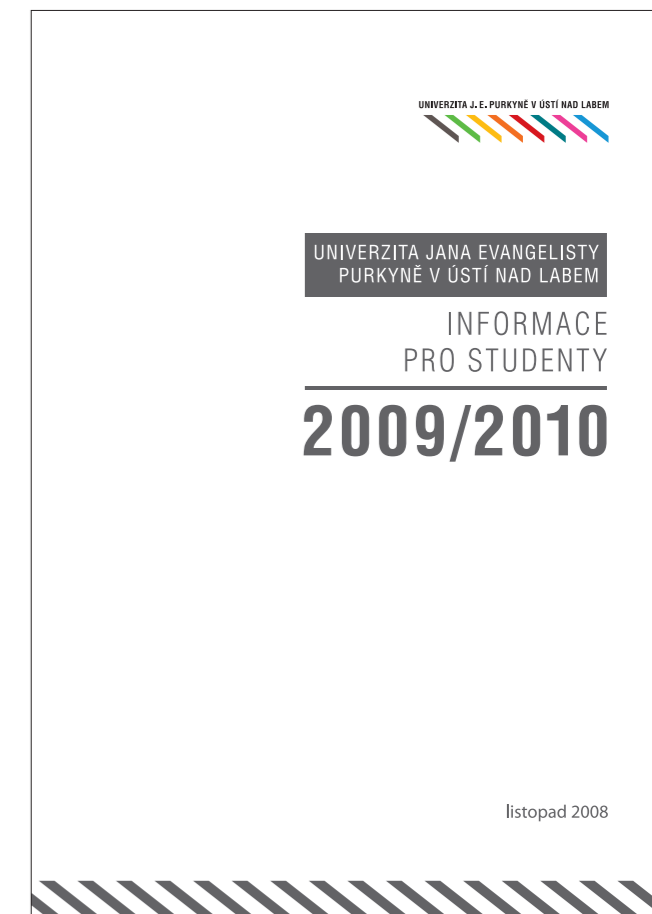 UNIVERZITA J. E. PURKYNĚ V ÚSTÍ NAD LABEM
UNIVERZITA JANA EVANGELISTY
PURKYNĚ V ÚSTÍ NAD LABEM
INFORMACE
PRO STUDENTY
2009/2010
listopad 2008